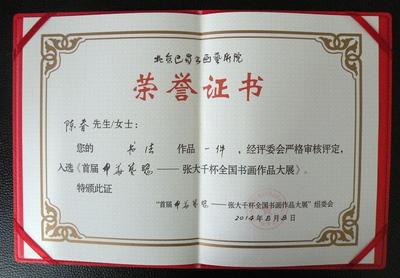 北京巴蜀书画艺术院
荣誉证书
陈春 先生/女士：
您的 书法 作品 一件 ，经评委会严格审核评定，
入选《首届 —— 张大千杯全国书画作品大展》。
特颁此证
“首届 —— 张大千杯全国书画作品大展”组委会
2014年8月8日